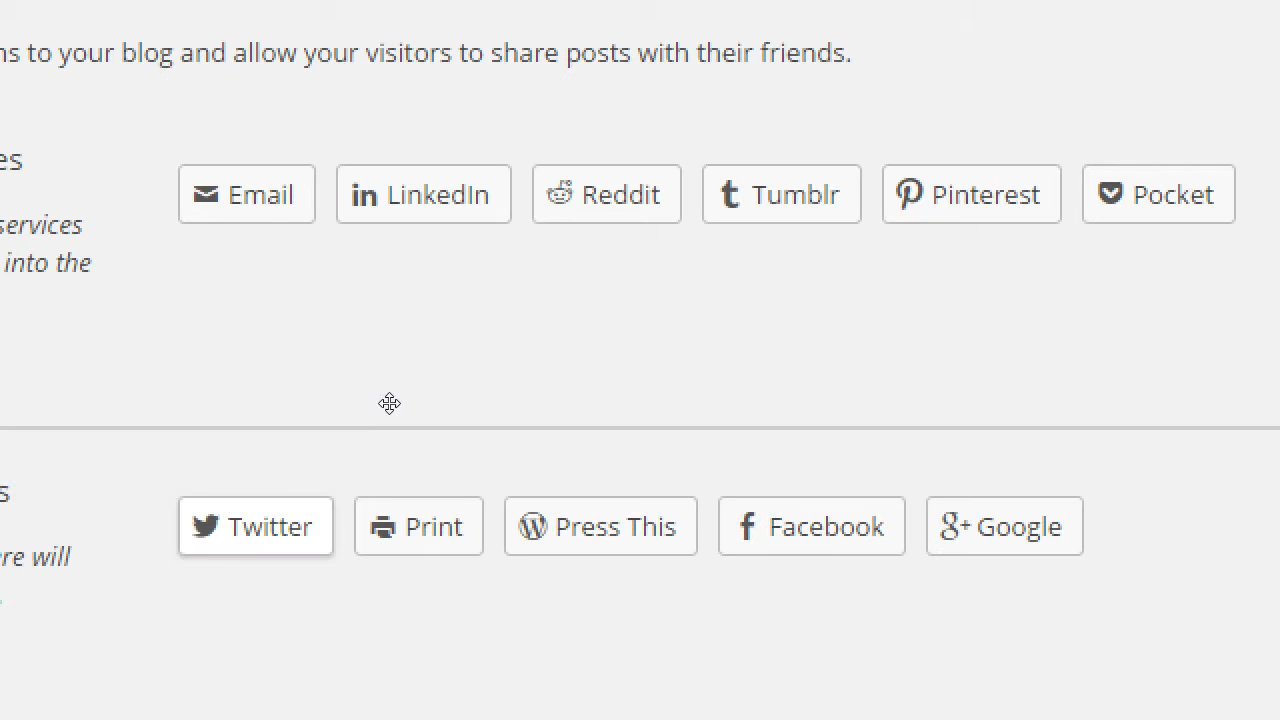 ns to your blog and allow your visitors to share posts with their friends.
es
Email LinkedIn Reddit Tumblr Pinterest Pocket
services
into the
s
Twitter Print Press This Facebook Google
ere will